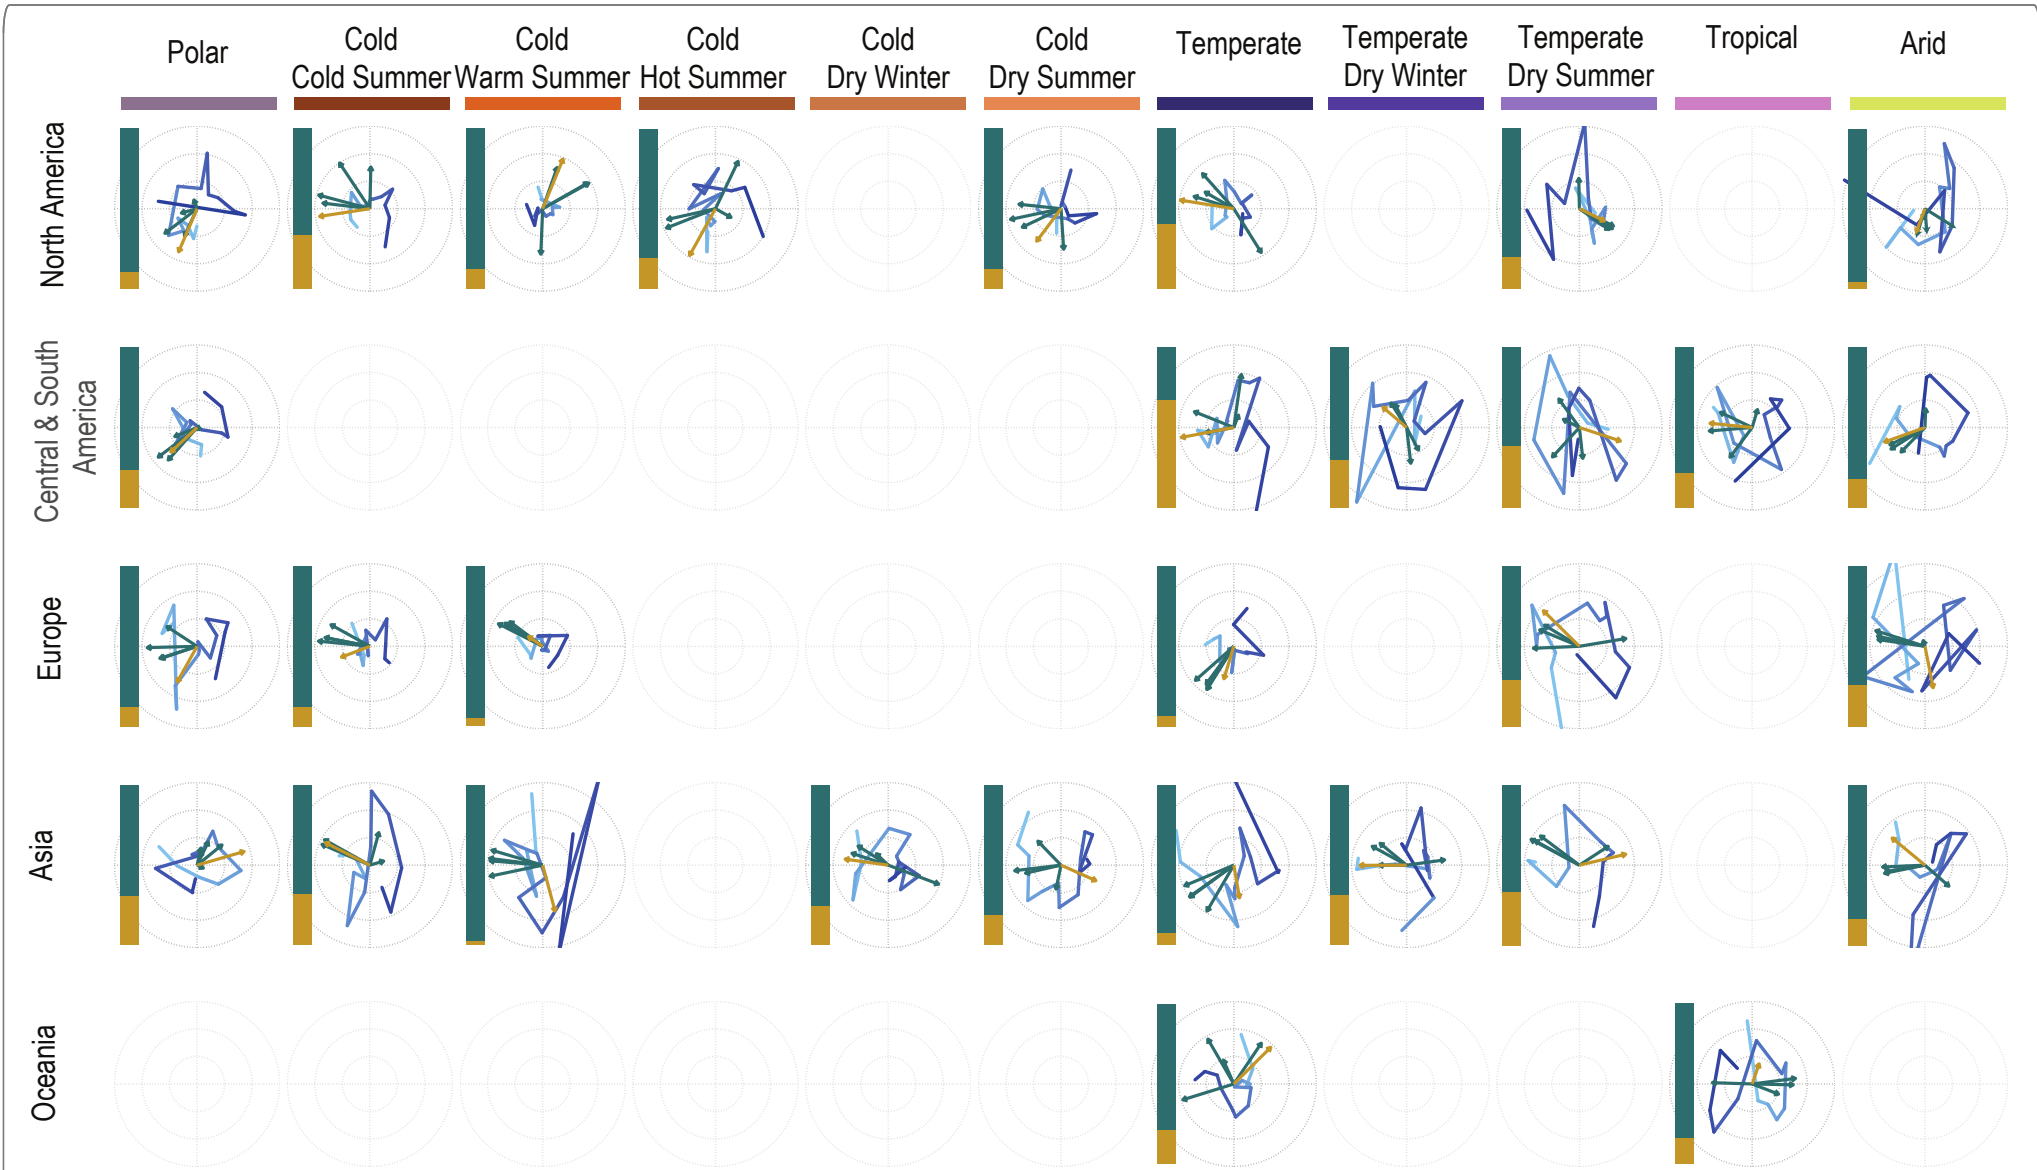 Polar
Cold
Cold Summer
Cold
Warm Summer
Cold
Hot Summer
Cold
Dry Winter
Cold
Dry Summer
Temperate
Temperate
Dry Winter
Temperate
Dry Summer
Tropical
Arid
North America
Central & South
America
Europe
Asia
Oceania